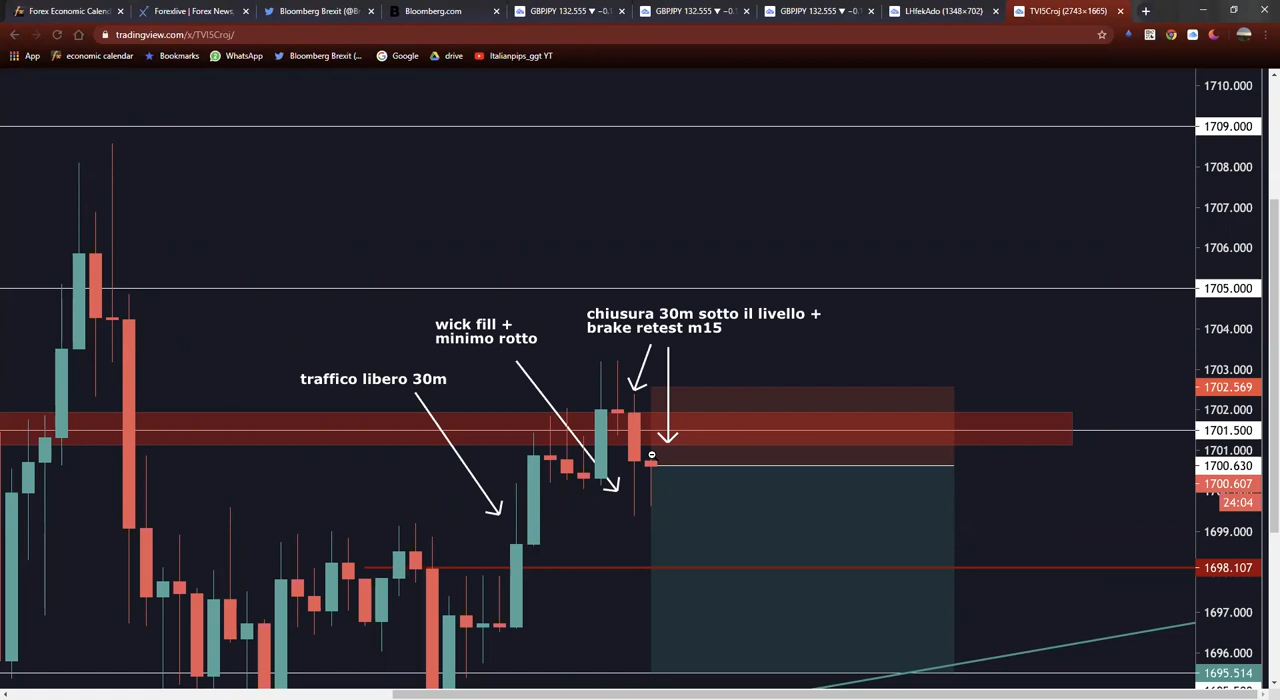 Forex Economic Calend
Forexlive | Forex News,
Bloomberg Brexit (@Br
Bloomberg.com
GBPJPY 132.555 ▼ −0.1
GBPJPY 132.555 ▼ −0.1
GBPJPY 132.555 ▼ −0.1
LHfekAdo (1348×702)
TVI5Croj (2743×1665)
tradingview.com/x/TVI5Croj/
App
economic calendar
Bookmarks
WhatsApp
Bloomberg Brexit (...
Google
drive
Italianpips_ggt YT
1710.000
1709.000
1708.000
1707.000
1706.000
1705.000
chiusura 30m sotto il livello +
brake retest m15
wick fill +
minimo rotto
1704.000
traffico libero 30m
1703.000
1702.569
1702.000
1701.500
1701.000
1700.630
1700.607
24:04
1699.000
1698.107
1697.000
1696.000
1695.514